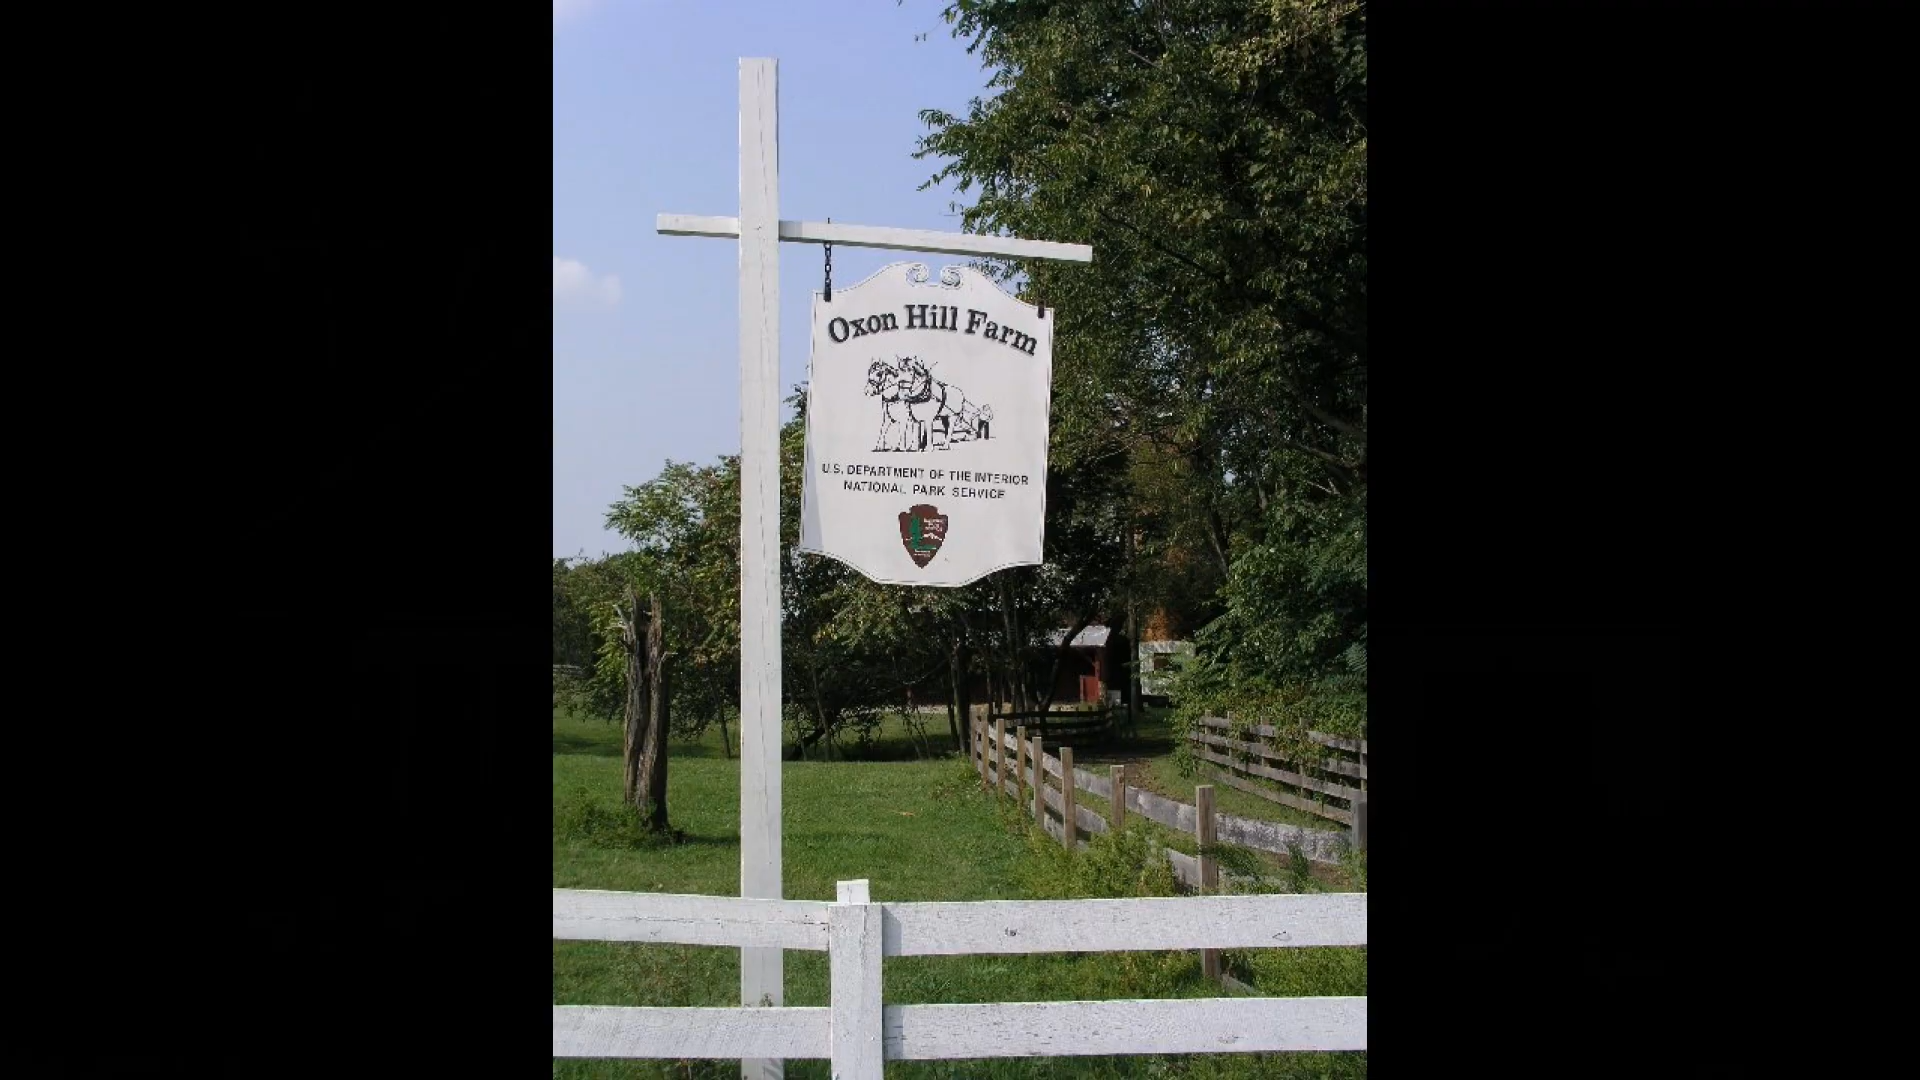 Oxon Hill Farm
U.S. DEPARTMENT OF THE INTERIOR
NATIONAL PARK SERVICE